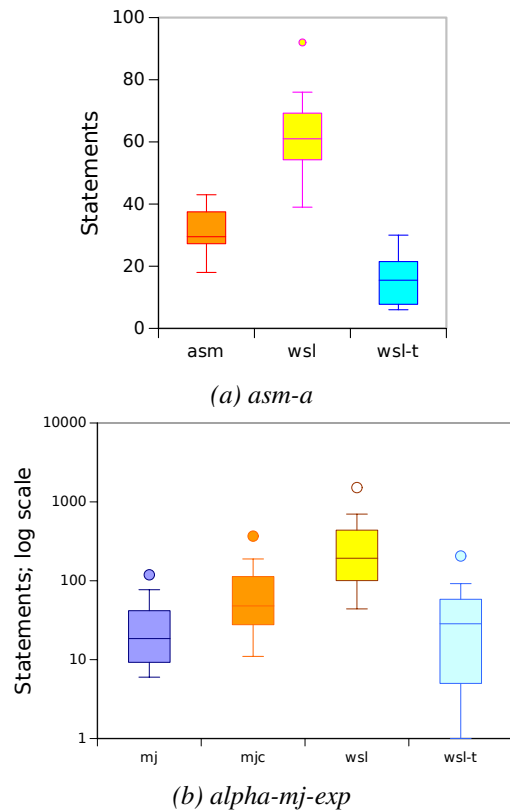 100
80
60
40
20
0
Statements
asm wsl wsl-t
(a) asm-a
10000
1000
100
10
1
Statements; log scale
mj mjc wsl wsl-t
(b) alpha-mj-exp